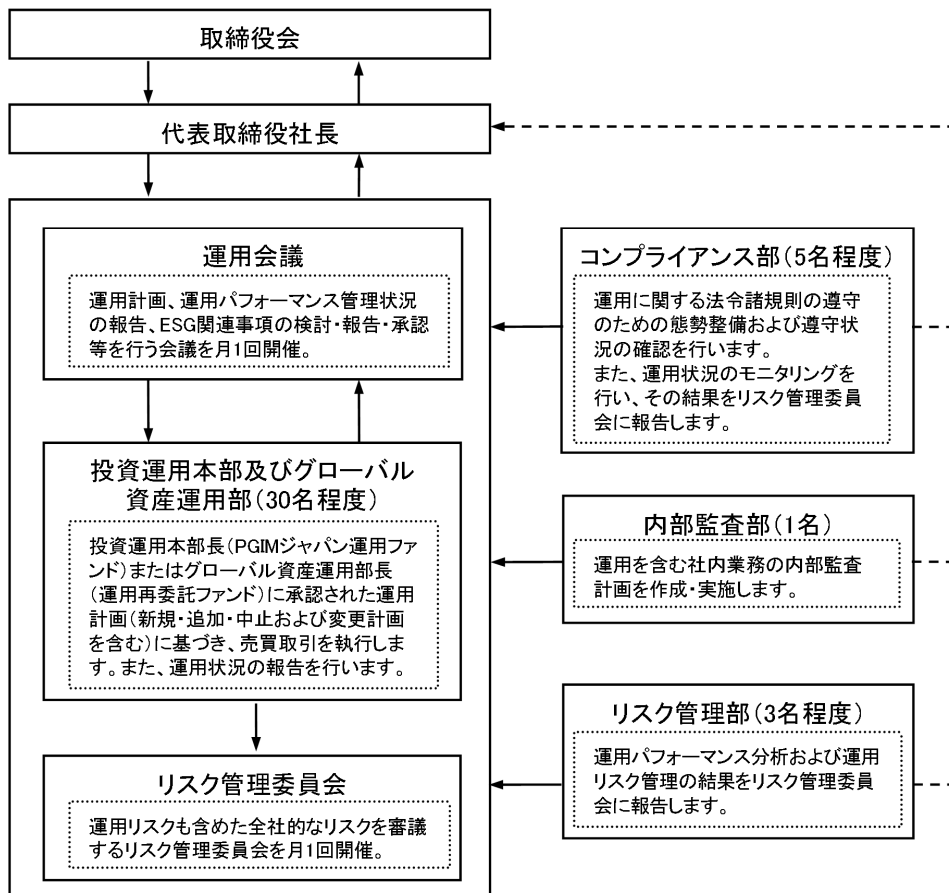 取締役会
代表取締役社長
運用会議
運用計画、運用パフォーマンス管理状況
の報告、ESG関連事項の検討・報告・承認
等を行う会議を月1回開催。
投資運用本部及びグローバル
資産運用部(30名程度)
投資運用本部長(PGIMジャパン運用ファ
ンド)またはグローバル資産運用部長
(運用再委託ファンド)に承認された運用
計画(新規・追加・中止および変更計画
を含む)に基づき、売買取引を執行しま
す。また、運用状況の報告を行います。
リスク管理委員会
運用リスクも含めた全社的なリスクを審議
するリスク管理委員会を月1回開催。
コンプライアンス部(5名程度)
運用に関する法令諸規則の遵守
のための態勢整備および遵守状
況の確認を行います。
また、運用状況のモニタリングを
行い、その結果をリスク管理委員
会に報告します。
内部監査部(1名)
運用を含む社内業務の内部監査
計画を作成・実施します。
リスク管理部(3名程度)
運用パフォーマンス分析および運用
リスク管理の結果をリスク管理委員
会に報告します。